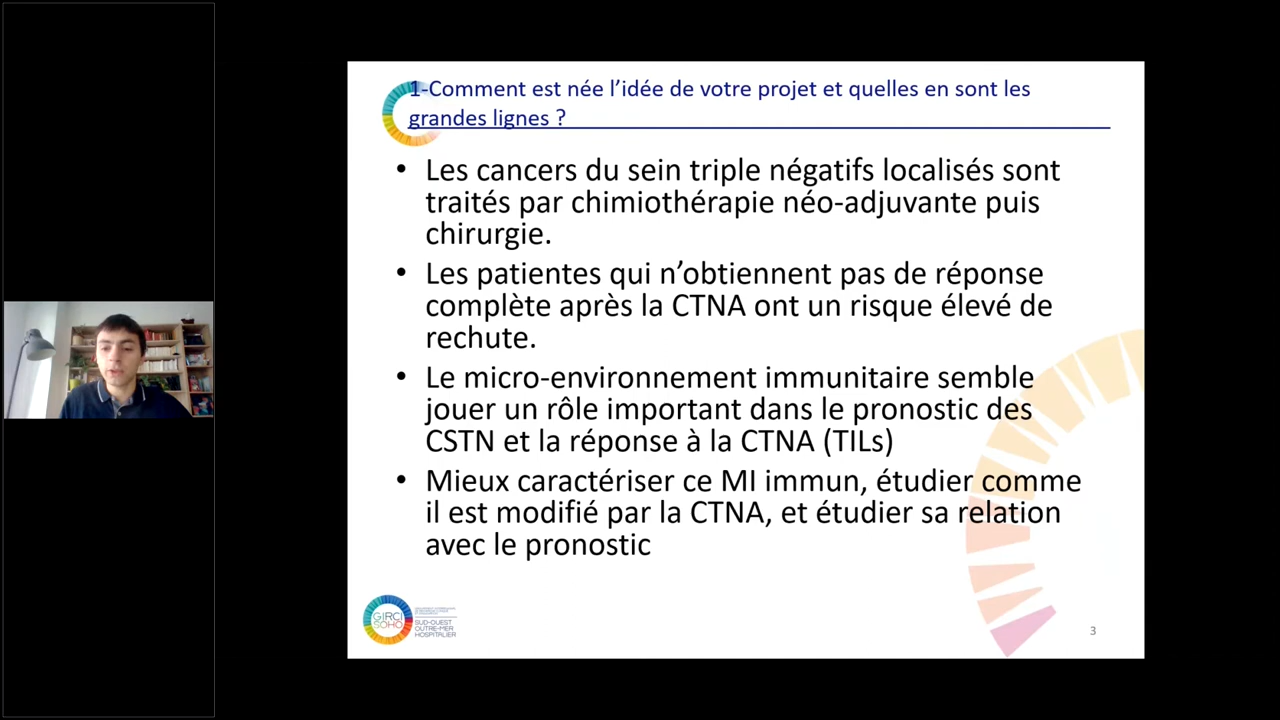 1-Comment est née l’idée de votre projet et quelles en sont les
grandes lignes ?
• Les cancers du sein triple négatifs localisés sont
traités par chimiothérapie néo-adjuvante puis
chirurgie.
• Les patientes qui n’obtiennent pas de réponse
complète après la CTNA ont un risque élevé de
rechute.
• Le micro-environnement immunitaire semble
jouer un rôle important dans le pronostic des
CSTN et la réponse à la CTNA (TILs)
• Mieux caractériser ce MI immun, étudier comme
il est modifié par la CTNA, et étudier sa relation
avec le pronostic
GIRCI
SOHO
SUD-OUEST
OUTRE-MER
HOSPITALIER
3